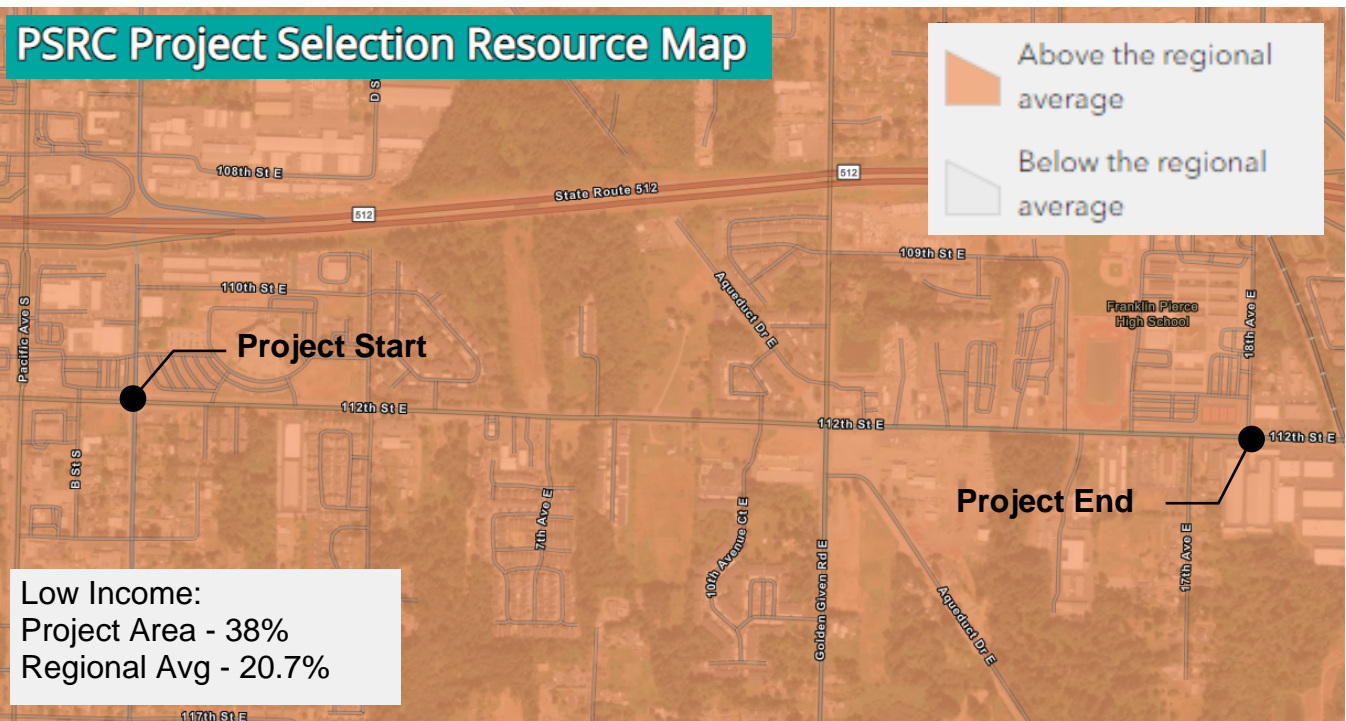 PSRC Project Selection Resource Map
Above the regional
average
Below the regional
average
D S
108th St E
State Route 512
512
512
109th St E
110th St E
Aqueduct Dr E
Franklin Pierce
High School
18th Ave E
Pacific Ave S
Project Start
112th St E
112th St E
112th St E
B St S
7th Ave E
10th Avenue Ct E
Golden Given Rd E
Project End
17th Ave E
Aqueduct Dr E
Low Income:
Project Area - 38%
Regional Avg - 20.7%
117th St E